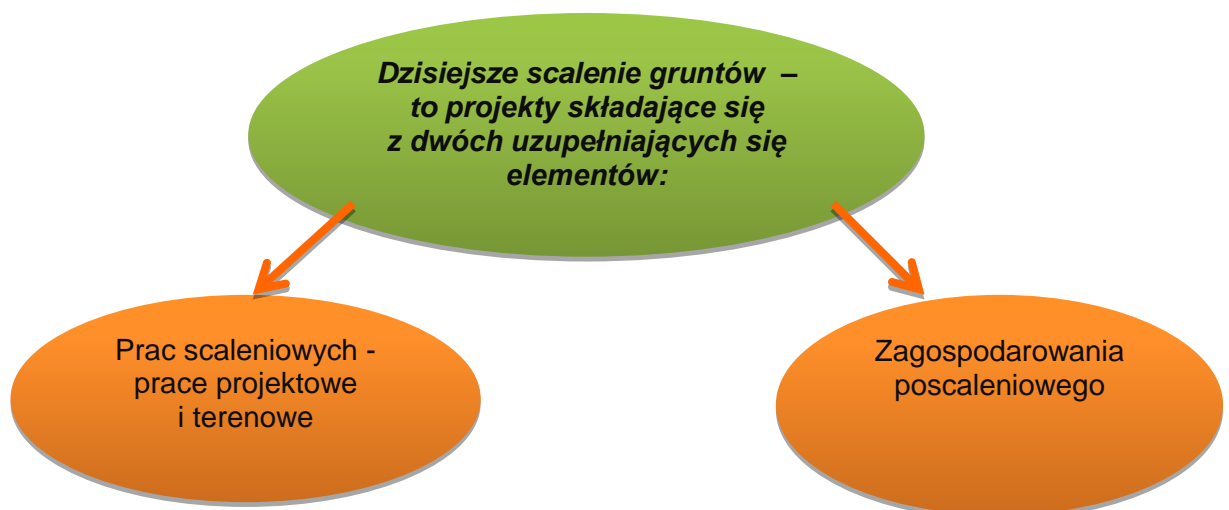 Dzisiejsze scalenie gruntów –
to projekty składające się
z dwóch uzupełniających się
elementów:
Prac scaleniowych -
prace projektowe
i terenowe
Zagospodarowania
poscaleniowego